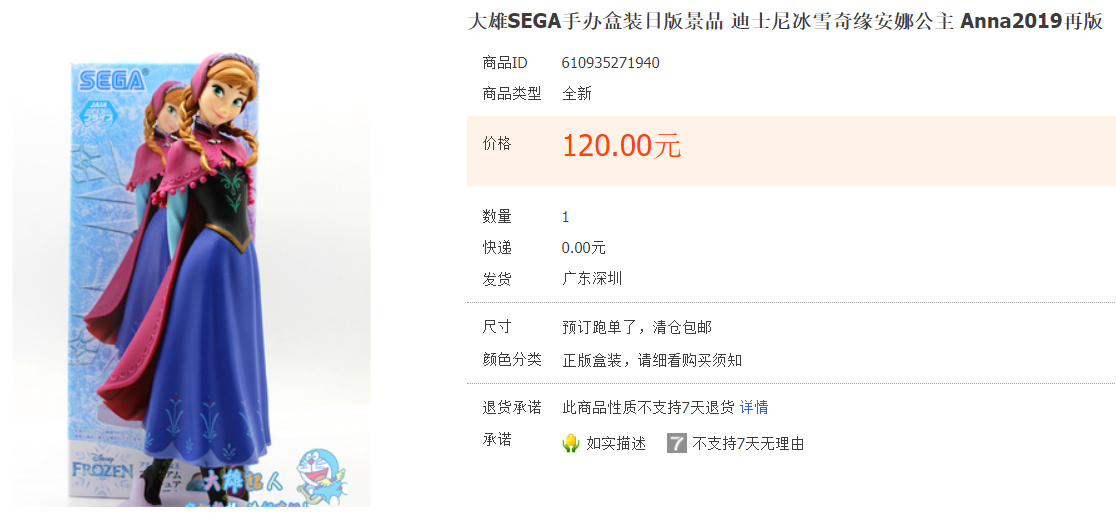 大雄SEGA手办盒装日版景品 迪士尼冰雪奇缘安娜公主 Anna2019再版
商品ID 610935271940
商品类型 全新
价格 120.00元
数量 1
快递 0.00元
发货 广东深圳
尺寸 预订跑单了，清仓包邮
颜色分类 正版盒装，请细看购买须知
退货承诺 此商品性质不支持7天退货 详情
承诺 如实描述 7 不支持7天无理由
SEGA
Disney
FROZEN
大雄超人